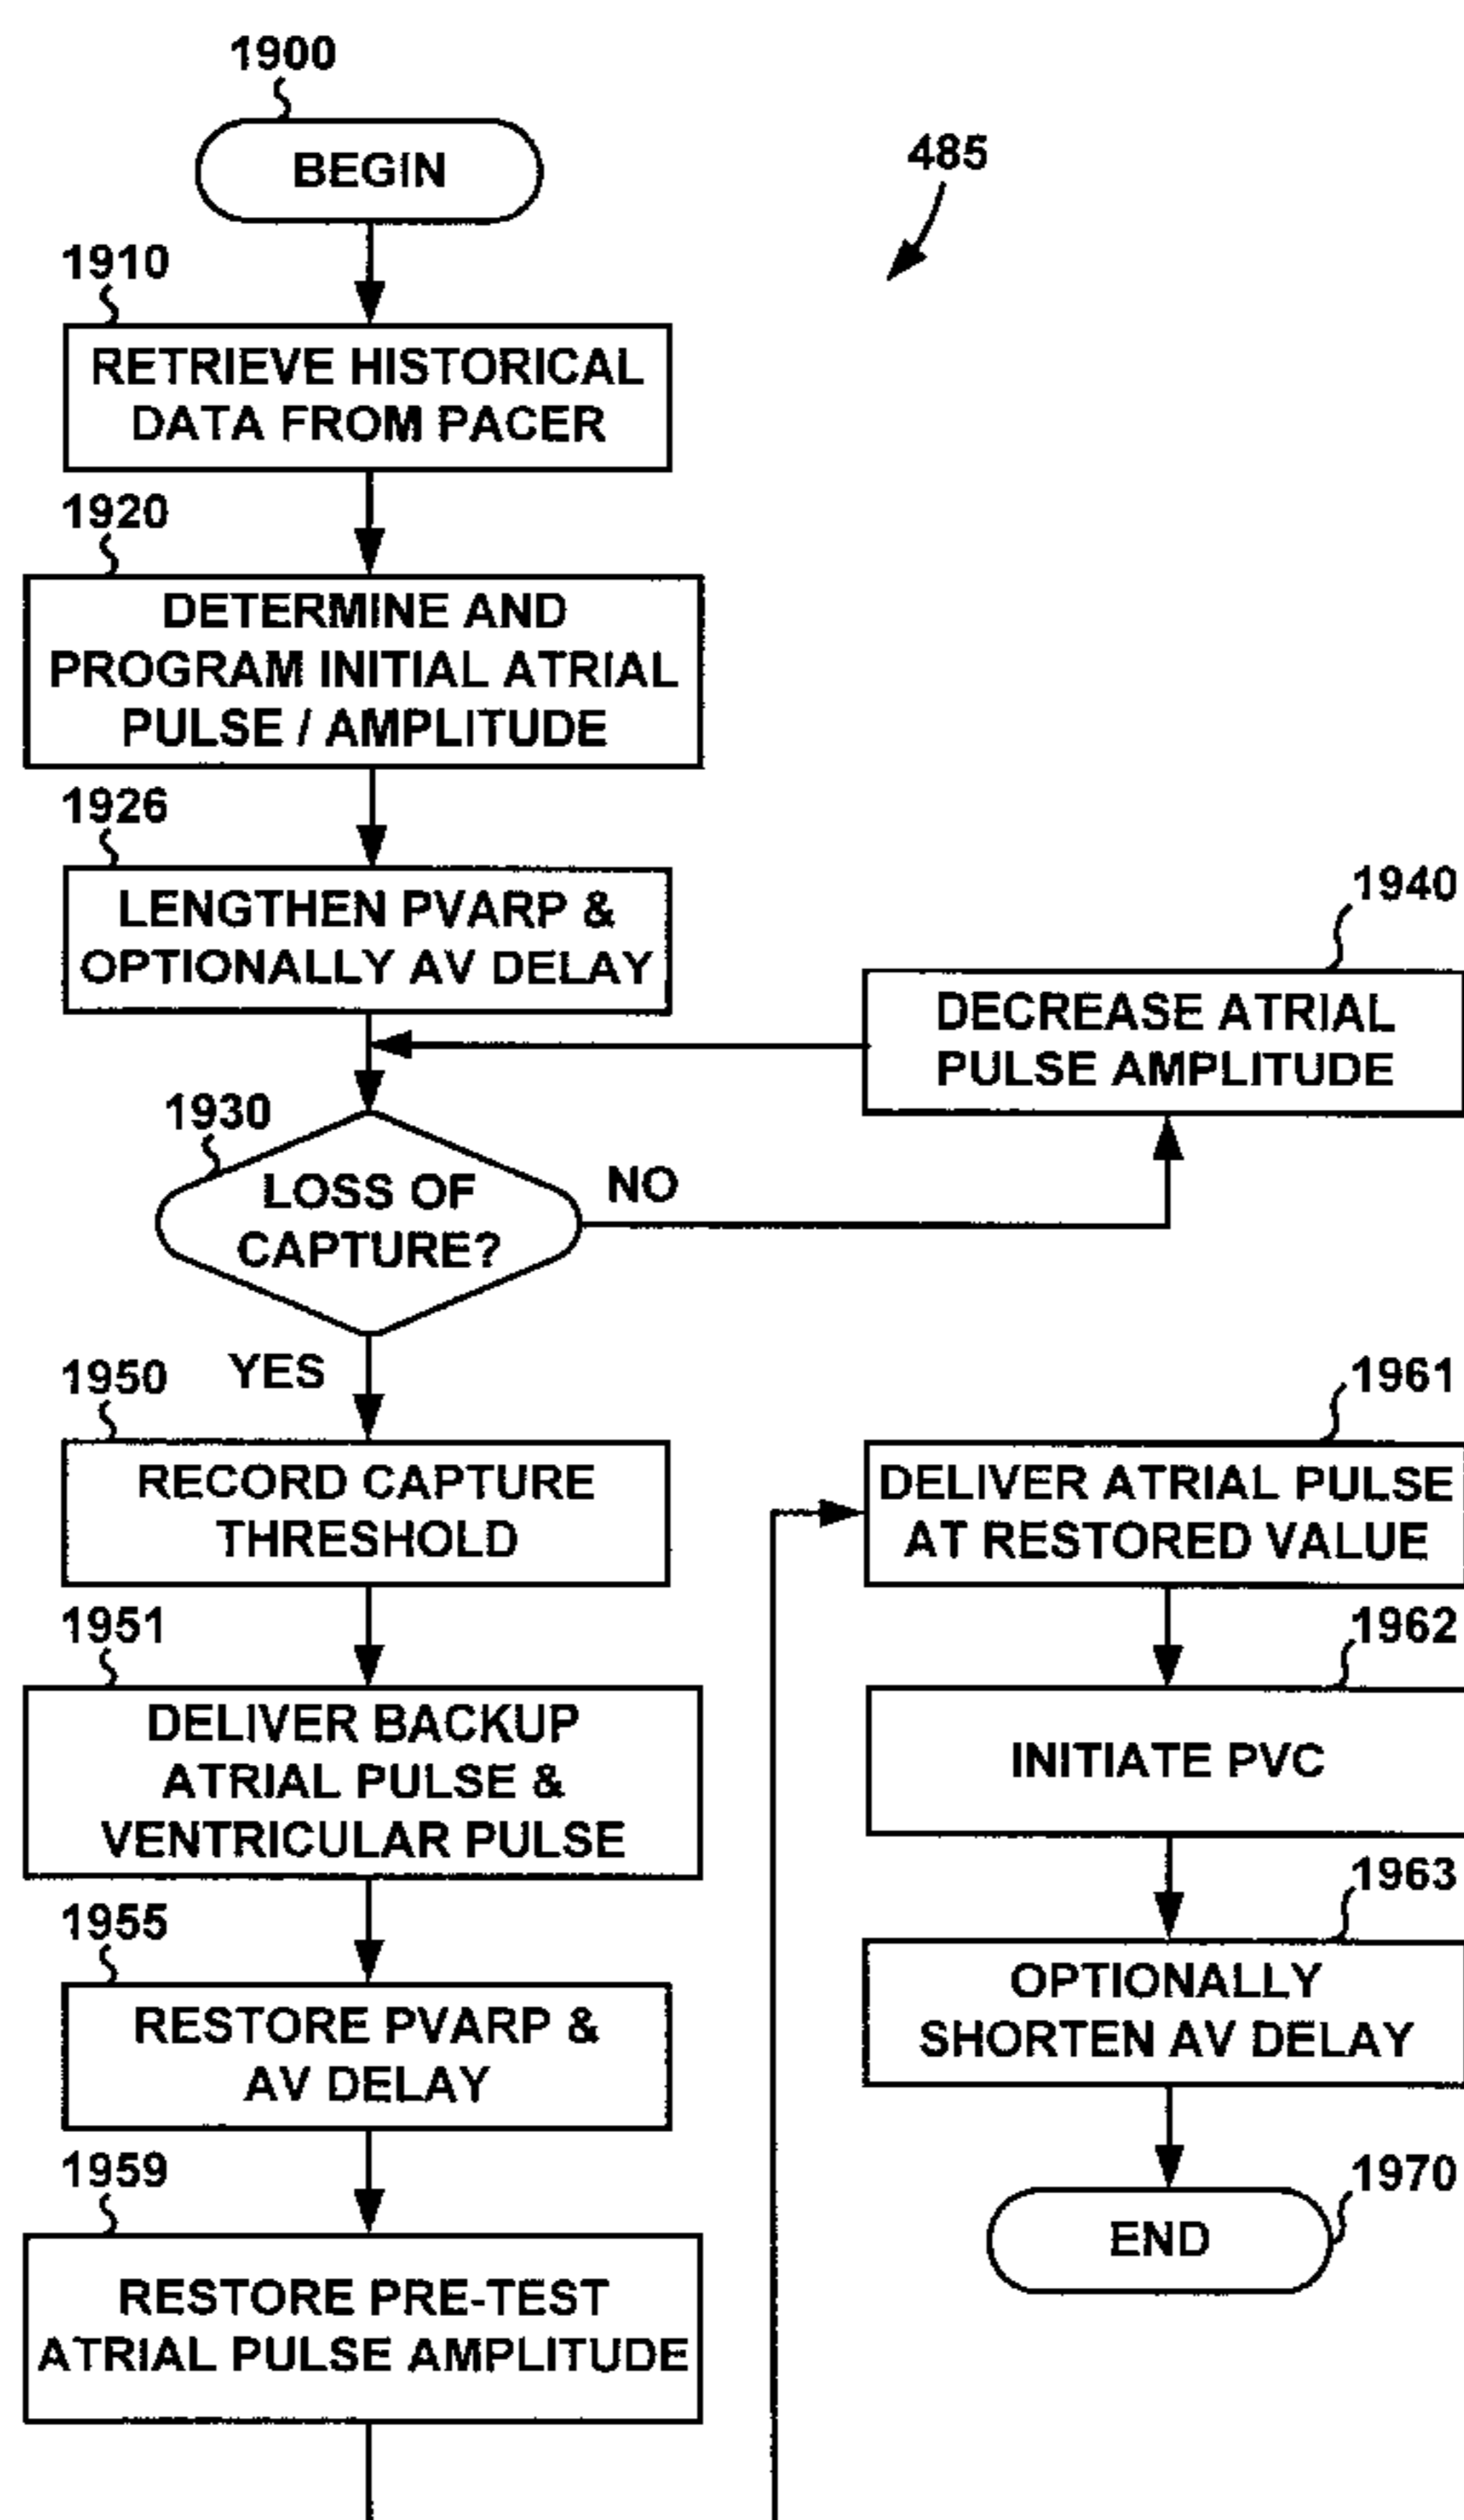 1900
BEGIN
485
1910
RETRIEVE HISTORICAL
DATA FROM PACER
1920
DETERMINE AND
PROGRAM INITIAL ATRIAL
PULSE / AMPLITUDE
1926
LENGTHEN PVARP &
OPTIONALLY AV DELAY
1940
DECREASE ATRIAL
PULSE AMPLITUDE
1930
LOSS OF
CAPTURE?
NO
YES
1950
RECORD CAPTURE
THRESHOLD
1951
DELIVER BACKUP
ATRIAL PULSE &
VENTRICULAR PULSE
1955
RESTORE PVARP &
AV DELAY
1959
RESTORE PRE-TEST
ATRIAL PULSE AMPLITUDE
1961
DELIVER ATRIAL PULSE
AT RESTORED VALUE
1962
INITIATE PVC
1963
OPTIONALLY
SHORTEN AV DELAY
1970
END